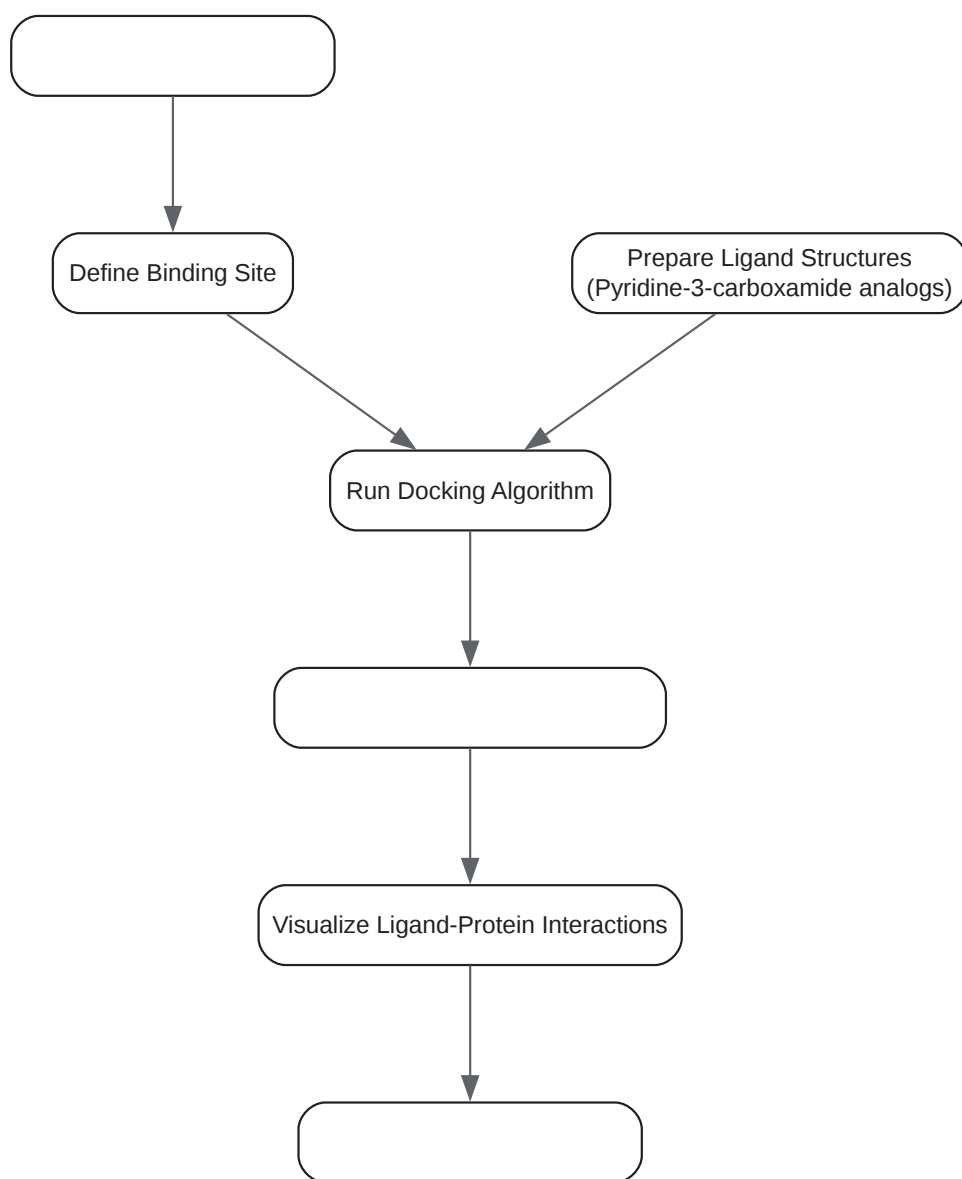 Define Binding Site
Prepare Ligand Structures
(Pyridine-3-carboxamide analogs)
Run Docking Algorithm
Visualize Ligand-Protein Interactions